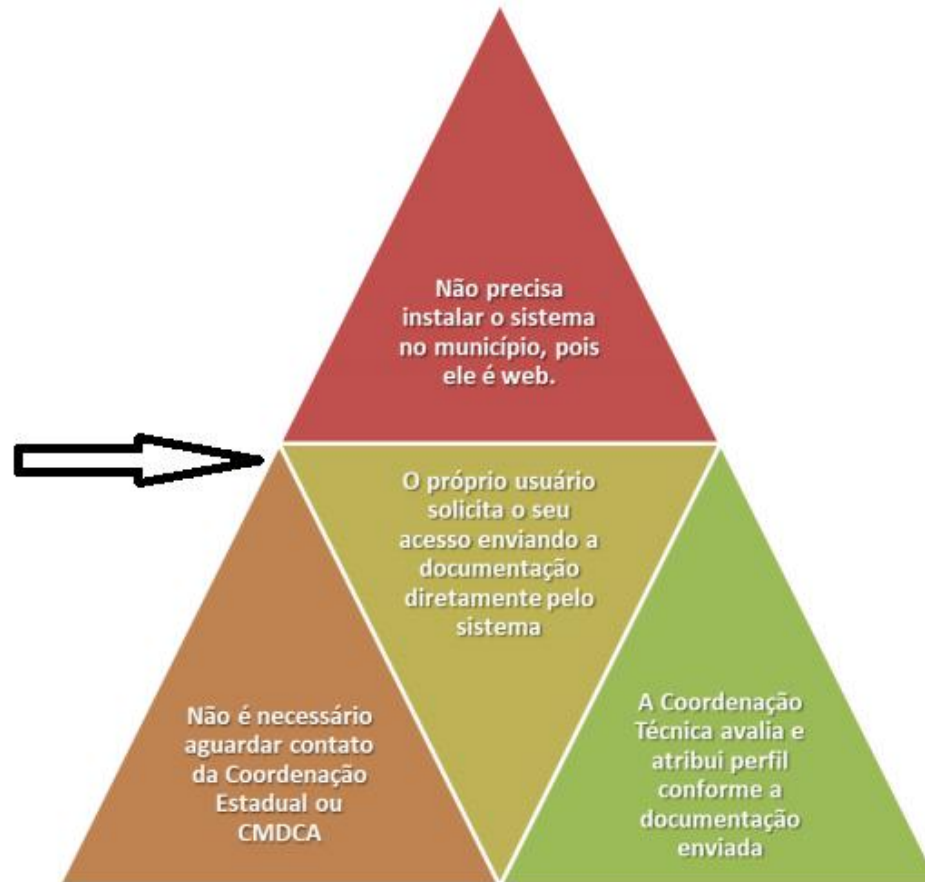 Não precisa
instalar o sistema
no município, pois
ele é web.
O próprio usuário
solicita o seu
acesso enviando a
documentação
diretamente pelo
sistema
Não é necessário
aguardar contato
da Coordenação
Estadual ou
CMDCA
A Coordenação
Técnica avalia e
atribui perfil
conforme a
documentação
enviada